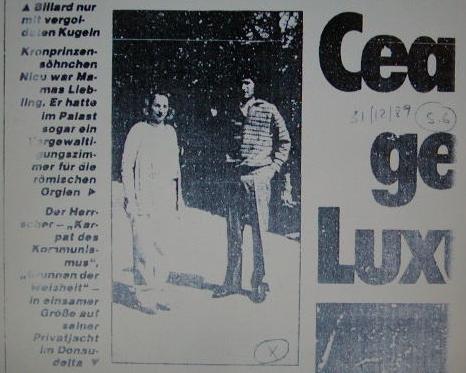 ▲ Billard nur
mit vergol-
deten Kugeln
Kronprinzen-
söhnchen
Nicu war Ma-
mas Lieb-
ling. Er hatte
im Palast
sogar ein
Vergewalti-
gungszim-
mer für die
römischen
Orgien ▶
Der Herr-
scher – „Kar-
pat des
Kommunis-
mus“,
„Brunnen der
Weisheit“ –
in einsamer
Größe auf
seiner
Privatjacht
im Donau-
delta ▼
X
Cea
31/12/89 S.6
ge
Lux